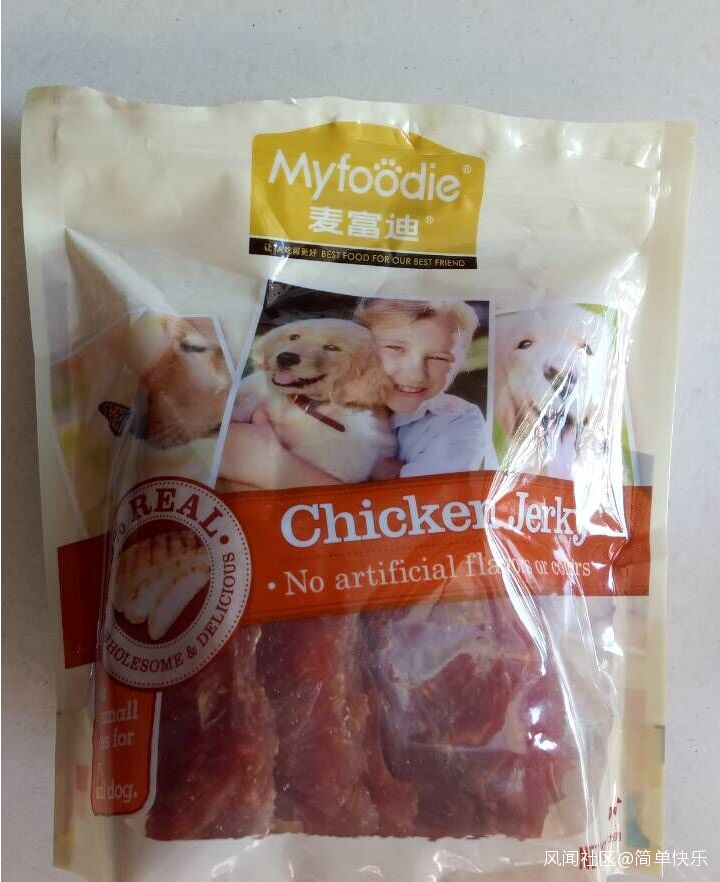 Myfoodie®
麦富迪®
BEST FOOD FOR OUR BEST FRIEND
REAL
WHOLESOME & DELICIOUS
Chicken Jerky
• No artificial flavors or colors
small
for
dog.
风闻社区@简单快乐